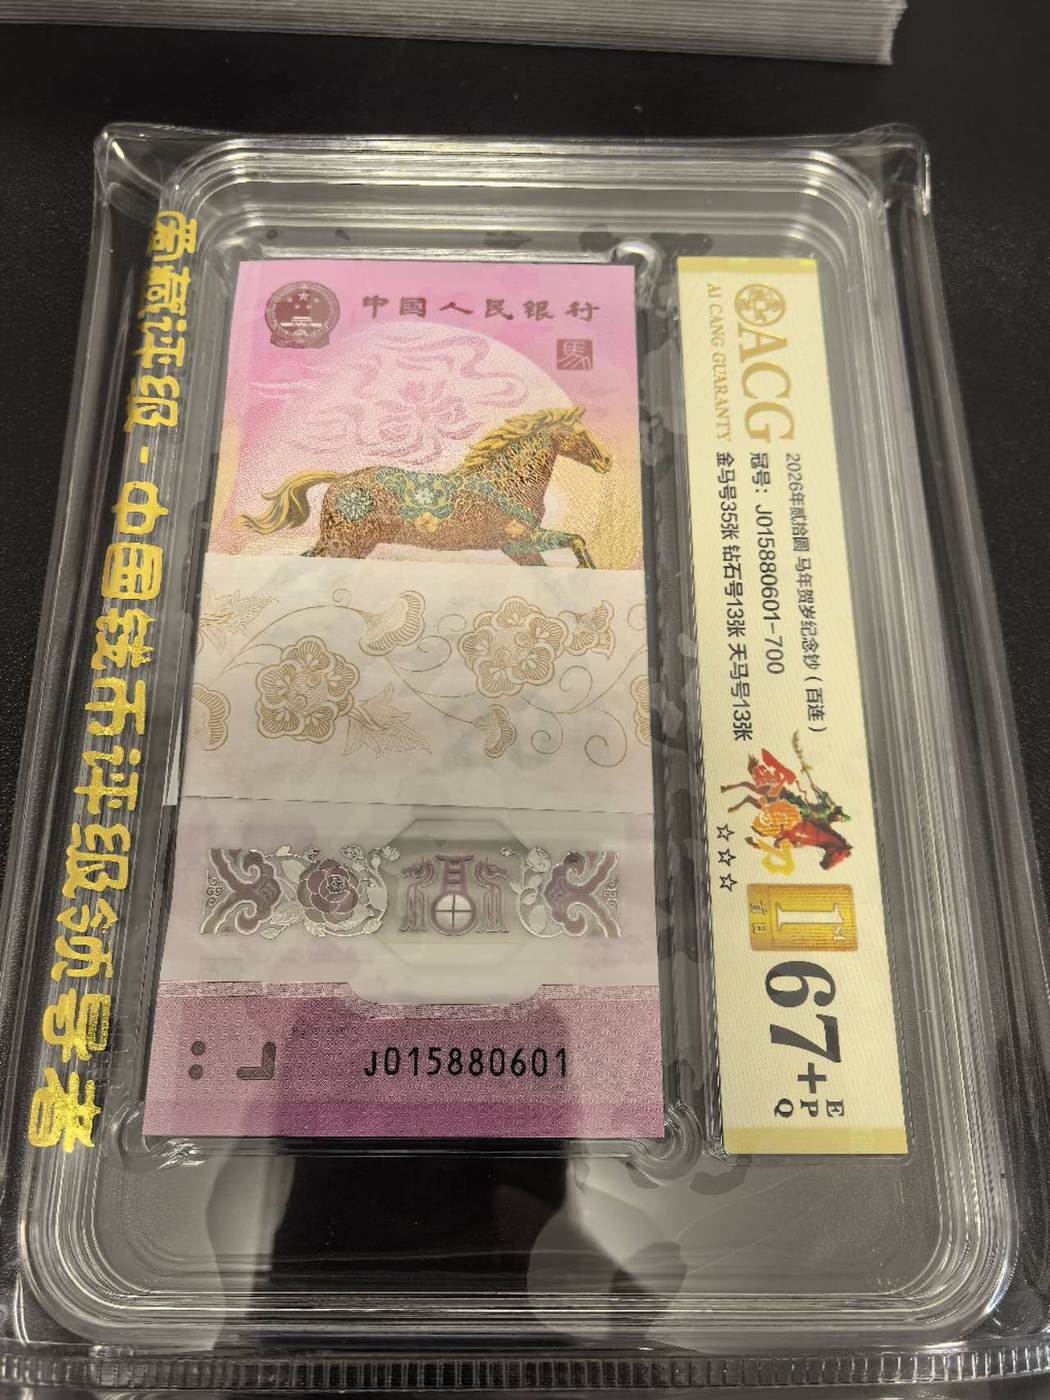 中国人民银行
馬
J015880601
爱藏评级-中国钱币评级领导者
ACG
AI CANG GUARANTY
2026年贰拾圆 马年贺岁纪念钞(百连)
冠号:J015880601-700
金马号35张 钻石号13张 天马号13张
☆☆☆
1st
67+
EPQ